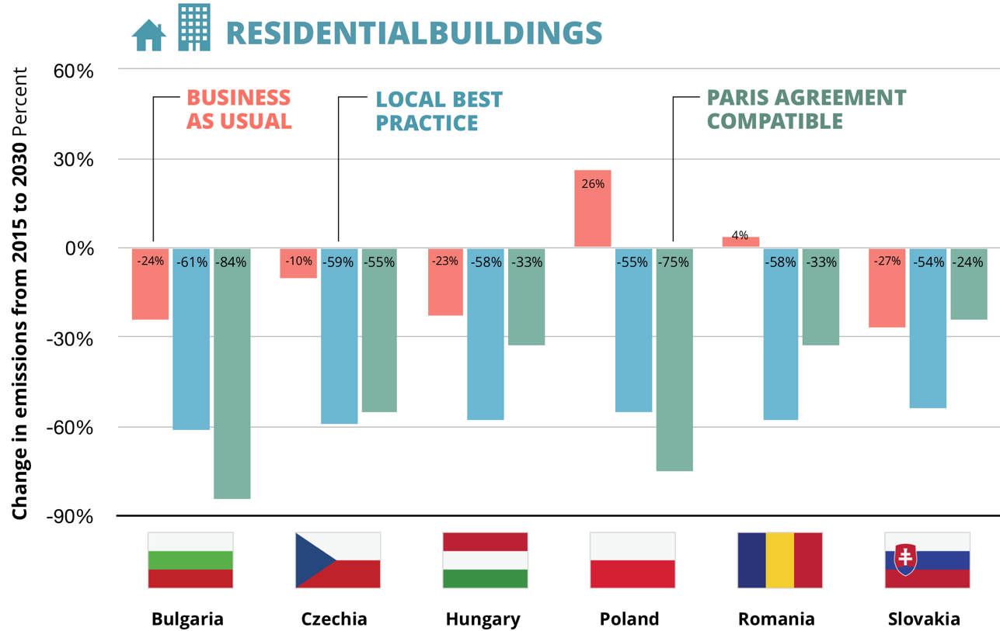 RESIDENTIALBUILDINGS
Change in emissions from 2015 to 2030 Percent
60%
30%
0%
-30%
-60%
-90%
BUSINESS
AS USUAL
LOCAL BEST
PRACTICE
PARIS AGREEMENT
COMPATIBLE
-24% -61% -84%
-10% -59% -55%
-23% -58% -33%
26% -55% -75%
4% -58% -33%
-27% -54% -24%
Bulgaria Czechia Hungary Poland Romania Slovakia